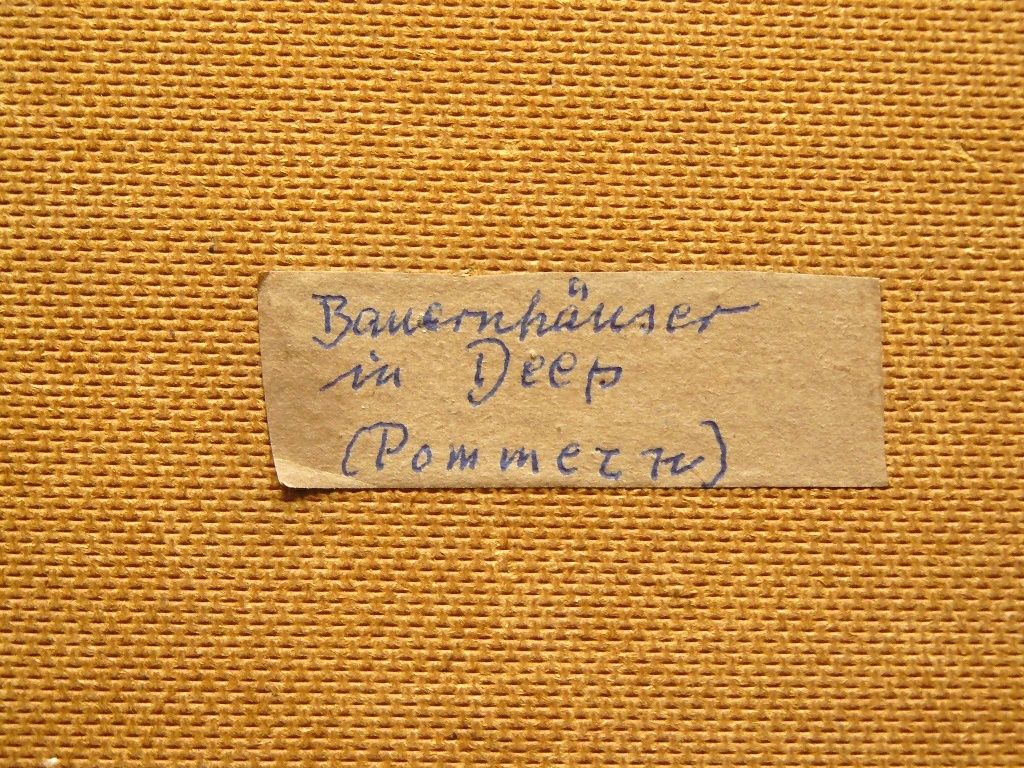 Bauernhäuser
in Deep
(Pommern)